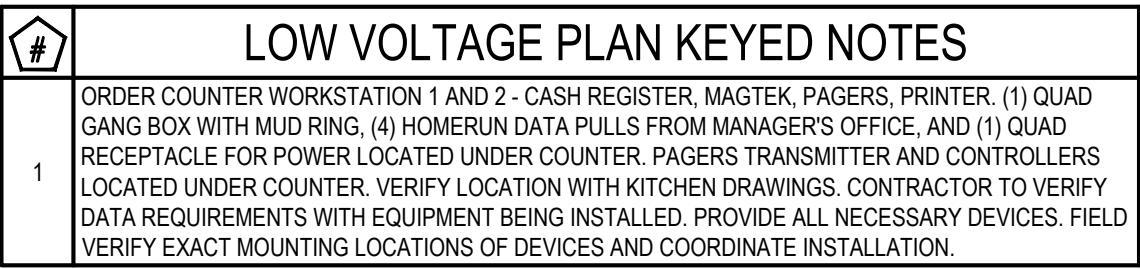 # LOW VOLTAGE PLAN KEYED NOTES
1
ORDER COUNTER WORKSTATION 1 AND 2 - CASH REGISTER, MAGTEK, PAGERS, PRINTER. (1) QUAD
GANG BOX WITH MUD RING, (4) HOMERUN DATA PULLS FROM MANAGER'S OFFICE, AND (1) QUAD
RECEPTACLE FOR POWER LOCATED UNDER COUNTER. PAGERS TRANSMITTER AND CONTROLLERS
LOCATED UNDER COUNTER. VERIFY LOCATION WITH KITCHEN DRAWINGS. CONTRACTOR TO VERIFY
DATA REQUIREMENTS WITH EQUIPMENT BEING INSTALLED. PROVIDE ALL NECESSARY DEVICES. FIELD
VERIFY EXACT MOUNTING LOCATIONS OF DEVICES AND COORDINATE INSTALLATION.